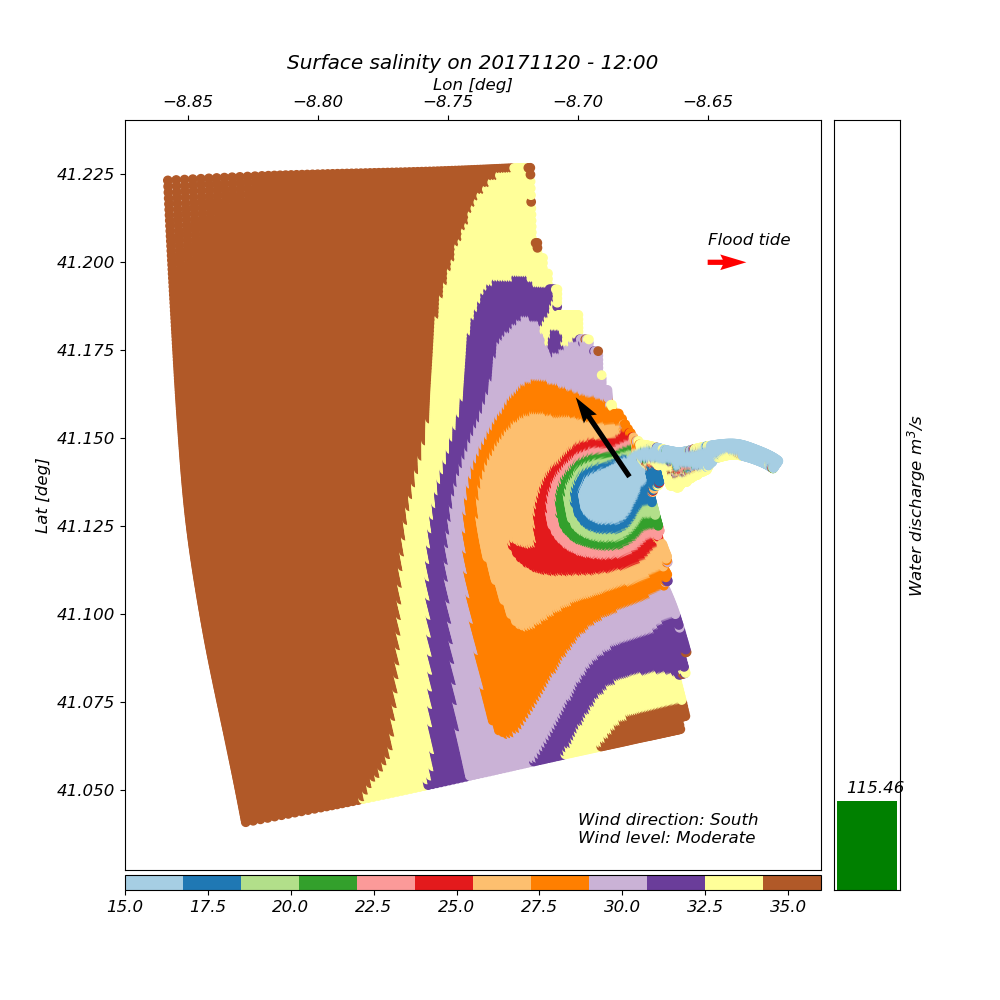 Surface salinity on 20171120 - 12:00
Lon [deg]
−8.85 −8.80 −8.75 −8.70 −8.65
41.225
41.200
41.175
41.150
41.125
41.100
41.075
41.050
Lat [deg]
Flood tide
Wind direction: South
Wind level: Moderate
15.0 17.5 20.0 22.5 25.0 27.5 30.0 32.5 35.0
115.46
Water discharge m³/s